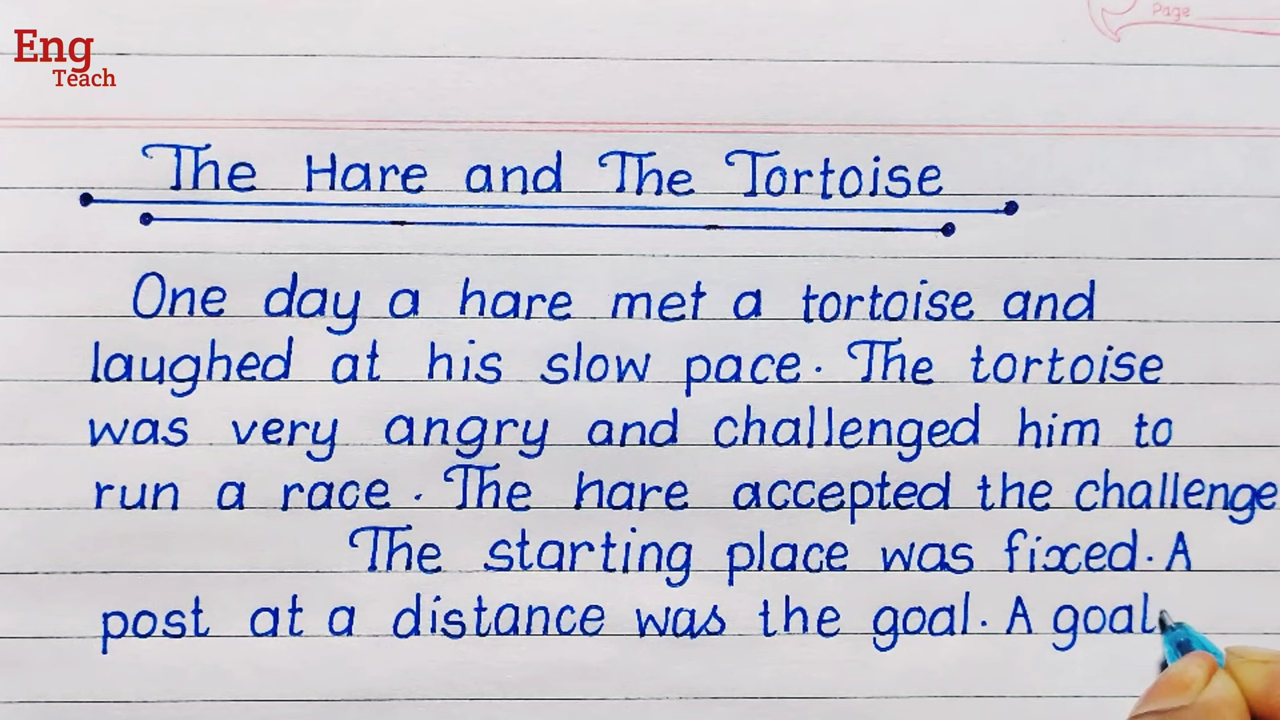 Eng
Teach
Page
The Hare and The Tortoise
One day a hare met a tortoise and
laughed at his slow pace. The tortoise
was very angry and challenged him to
run a race. The hare accepted the challenge
The starting place was fixed. A
post at a distance was the goal. A goal